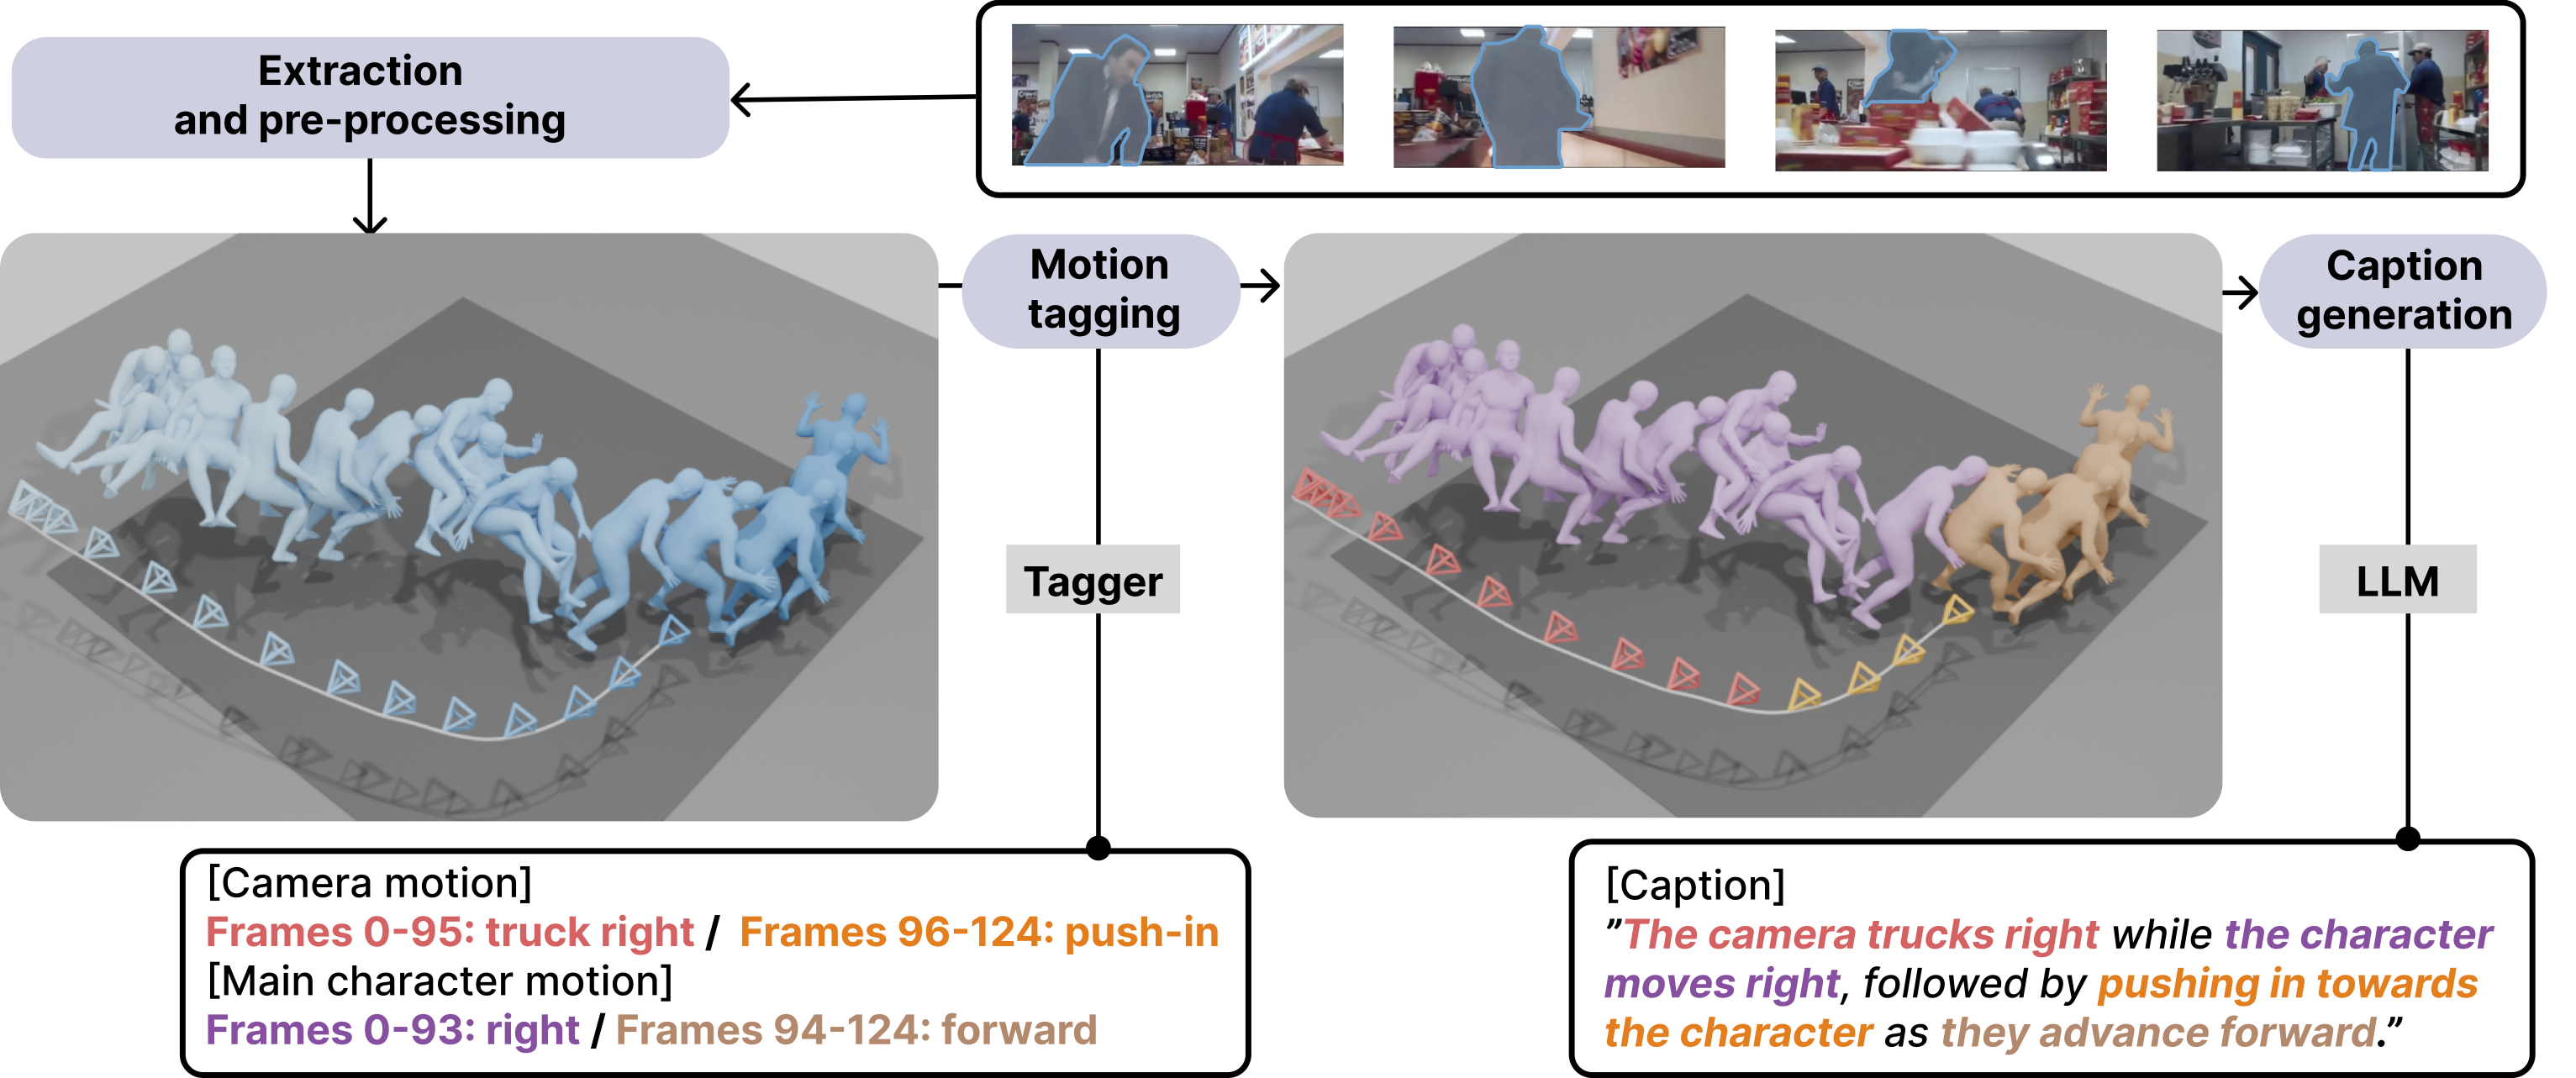 Extraction
and pre-processing
Motion
tagging
Caption
generation
Tagger
LLM
[Camera motion]
Frames 0-95: truck right / Frames 96-124: push-in
[Main character motion]
Frames 0-93: right / Frames 94-124: forward
[Caption]
”The camera trucks right while the character
moves right, followed by pushing in towards
the character as they advance forward.”